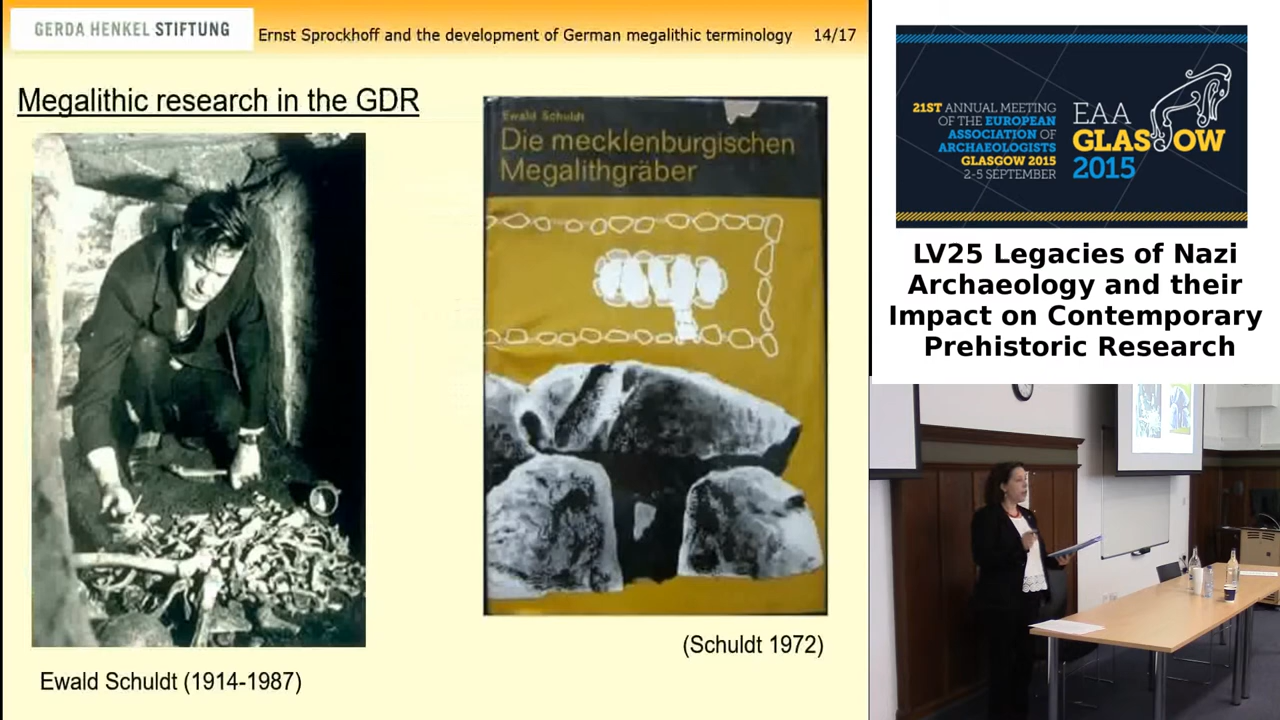 GERDA HENKEL STIFTUNG
Ernst Sprockhoff and the development of German megalithic terminology 14/17
Megalithic research in the GDR
Ewald Schuldt
Die mecklenburgischen
Megalithgräber
(Schuldt 1972)
Ewald Schuldt (1914-1987)
21ST ANNUAL MEETING
OF THE EUROPEAN
ASSOCIATION OF
ARCHAEOLOGISTS
GLASGOW 2015
2-5 SEPTEMBER
EAA
GLASGOW
2015
LV25 Legacies of Nazi
Archaeology and their
Impact on Contemporary
Prehistoric Research